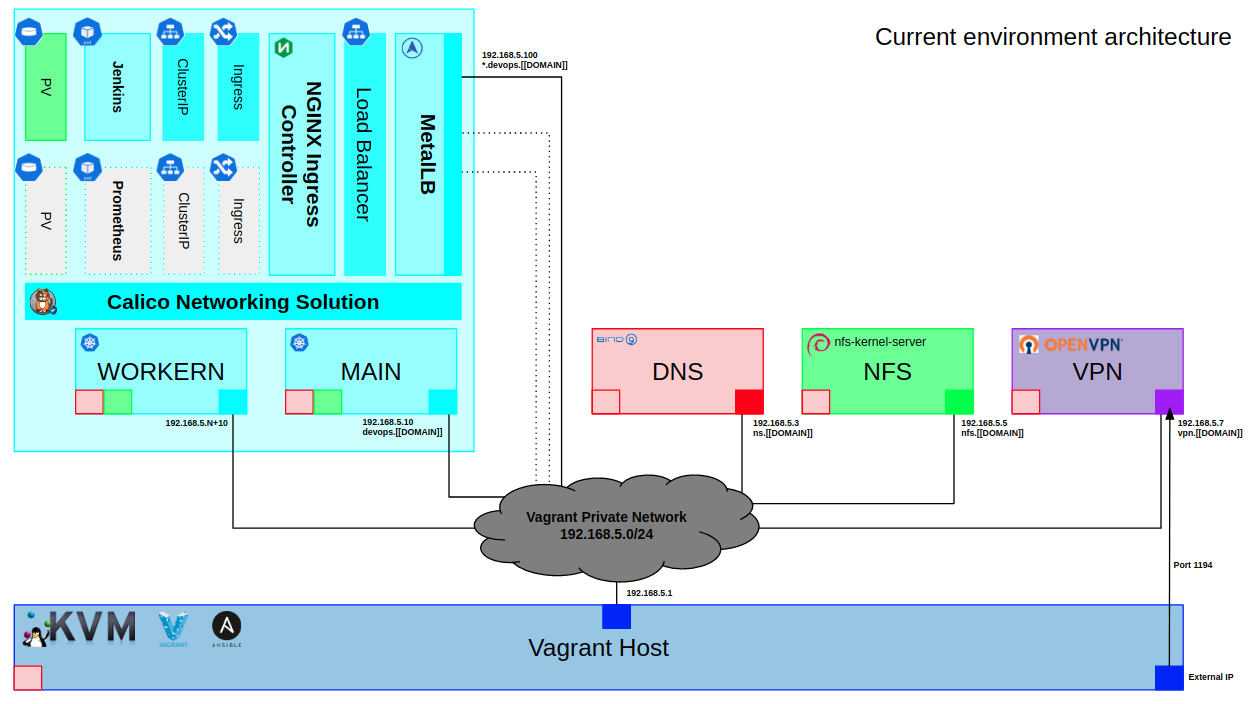 Current environment architecture
PV
Jenkins
ClusterIP
Ingress
NGINX Ingress
Controller
Load Balancer
MetalLB
192.168.5.100
*.devops.[[DOMAIN]]
pod
PV
Prometheus
ClusterIP
Ingress
pod
Calico Networking Solution
WORKERN
MAIN
192.168.5.N+10
192.168.5.10
devops.[[DOMAIN]]
BIND 9
DNS
192.168.5.3
ns.[[DOMAIN]]
nfs-kernel-server
NFS
192.168.5.5
nfs.[[DOMAIN]]
OPENVPN
VPN
192.168.5.7
vpn.[[DOMAIN]]
Vagrant Private Network
192.168.5.0/24
Port 1194
192.168.5.1
KVM
VAGRANT
ANSIBLE
Vagrant Host
External IP